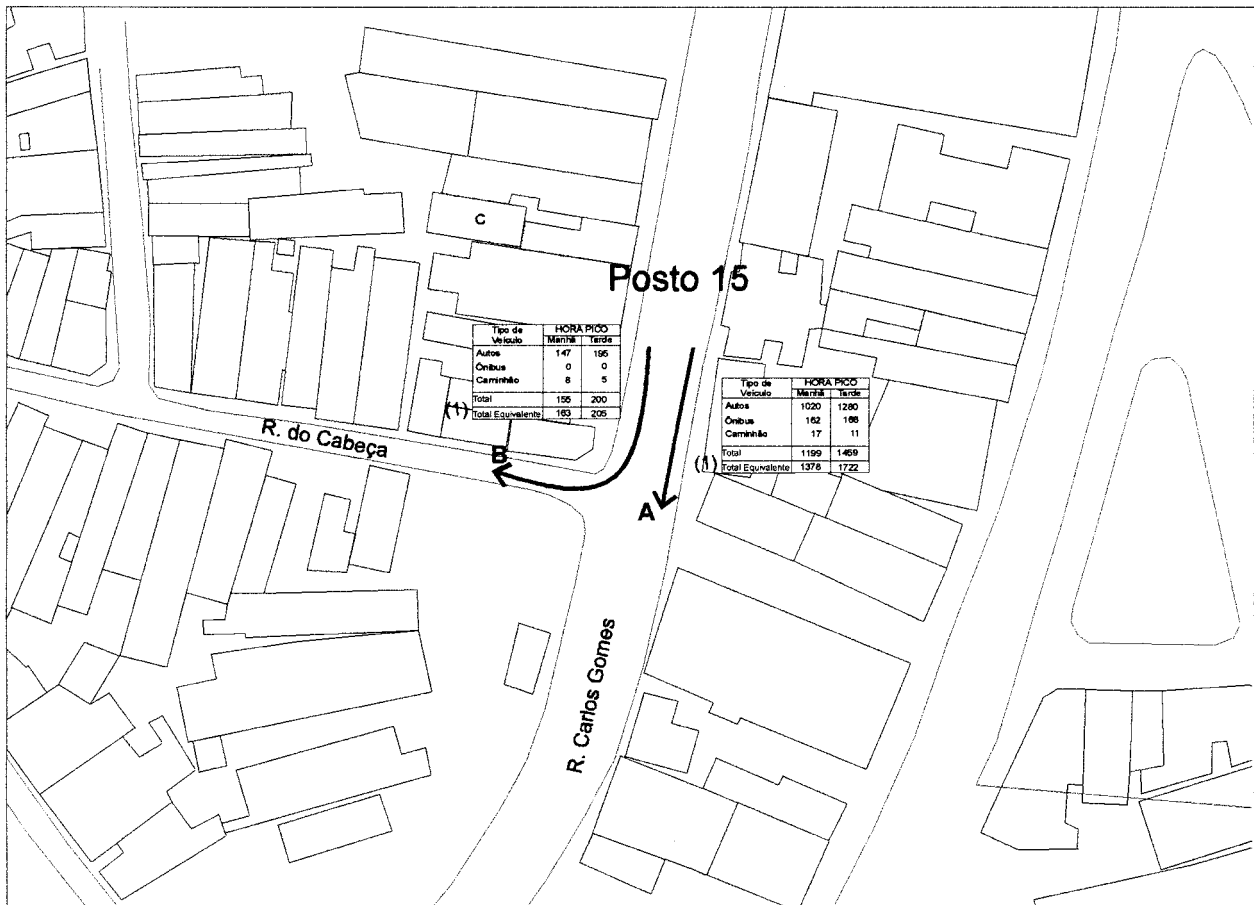 C
Posto 15
Tipo de Veículo HORA PICO
Manhã Tarde
Autos 147 195
Ônibus 0 0
Caminhão 8 5
Total 155 200
(1) Total Equivalente 163 205
Tipo de Veículo HORA PICO
Manhã Tarde
Autos 1020 1280
Ônibus 162 168
Caminhão 17 11
Total 1199 1459
(1) Total Equivalente 1378 1722
R. do Cabeça
B
A
R. Carlos Gomes